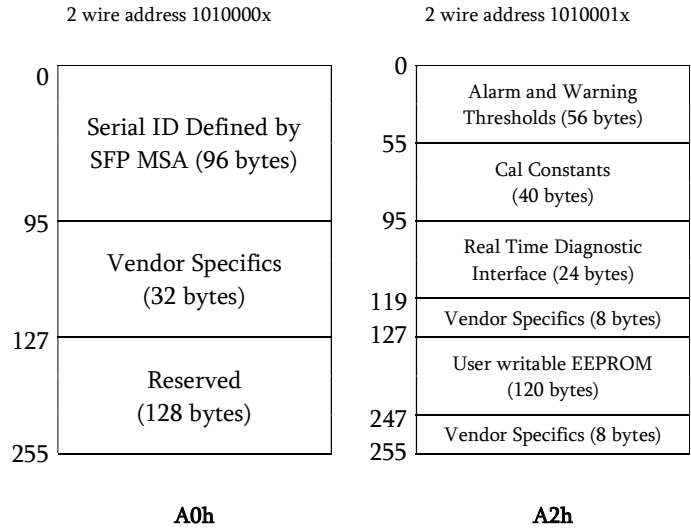 2 wire address 1010000x
0
Serial ID Defined by
SFP MSA (96 bytes)
95
Vendor Specifics
(32 bytes)
127
Reserved
(128 bytes)
255
A0h
2 wire address 1010001x
0
Alarm and Warning
Thresholds (56 bytes)
55
Cal Constants
(40 bytes)
95
Real Time Diagnostic
Interface (24 bytes)
119
Vendor Specifics (8 bytes)
127
User writable EEPROM
(120 bytes)
247
Vendor Specifics (8 bytes)
255
A2h